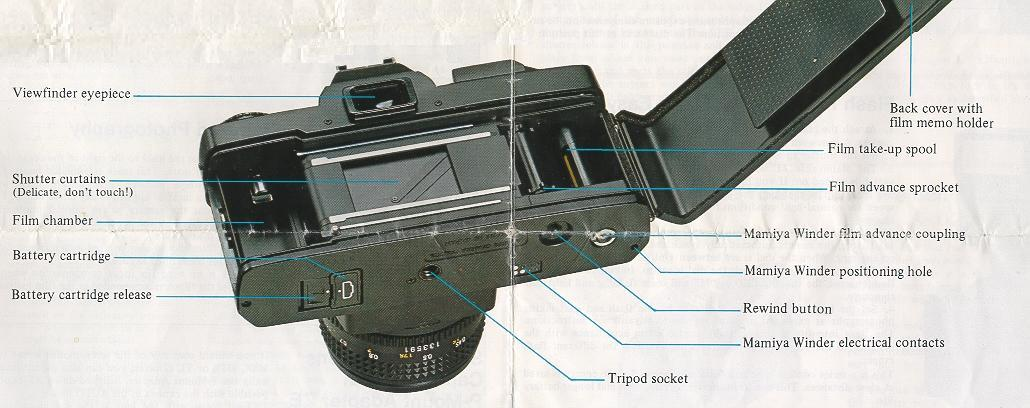 Viewfinder eyepiece
Shutter curtains
(Delicate, don't touch!)
Film chamber
Battery cartridge
Battery cartridge release
Back cover with
film memo holder
Film take-up spool
Film advance sprocket
Mamiya Winder film advance coupling
Mamiya Winder positioning hole
Rewind button
Mamiya Winder electrical contacts
Tripod socket
133591